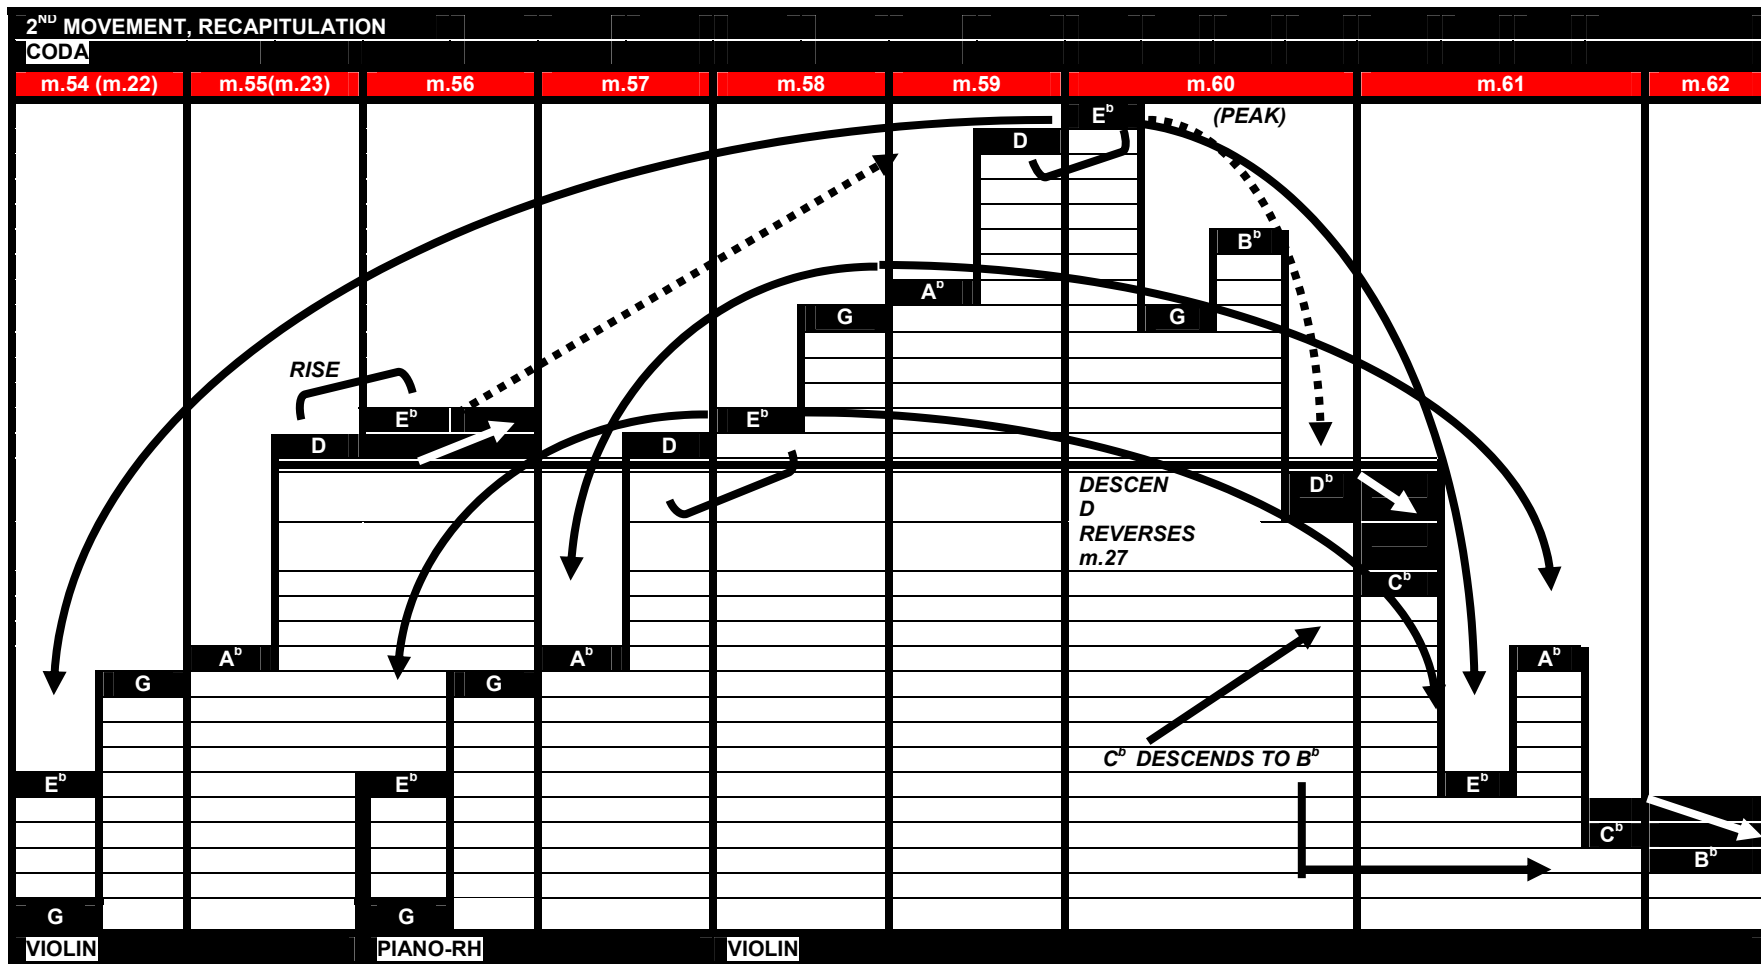 2ND MOVEMENT, RECAPITULATION
CODA
m.54 (m.22) m.55(m.23) m.56 m.57 m.58 m.59 m.60 m.61 m.62
Eb (PEAK)
D
Bb
Ab
G G
RISE
Eb Eb
D D
DESCEN
D
REVERSES
m.27
Db
Cb
Ab Ab Ab
G G
Cb DESCENDS TO Bb
Eb Eb Eb
Cb
Bb
G G
VIOLIN PIANO-RH VIOLIN